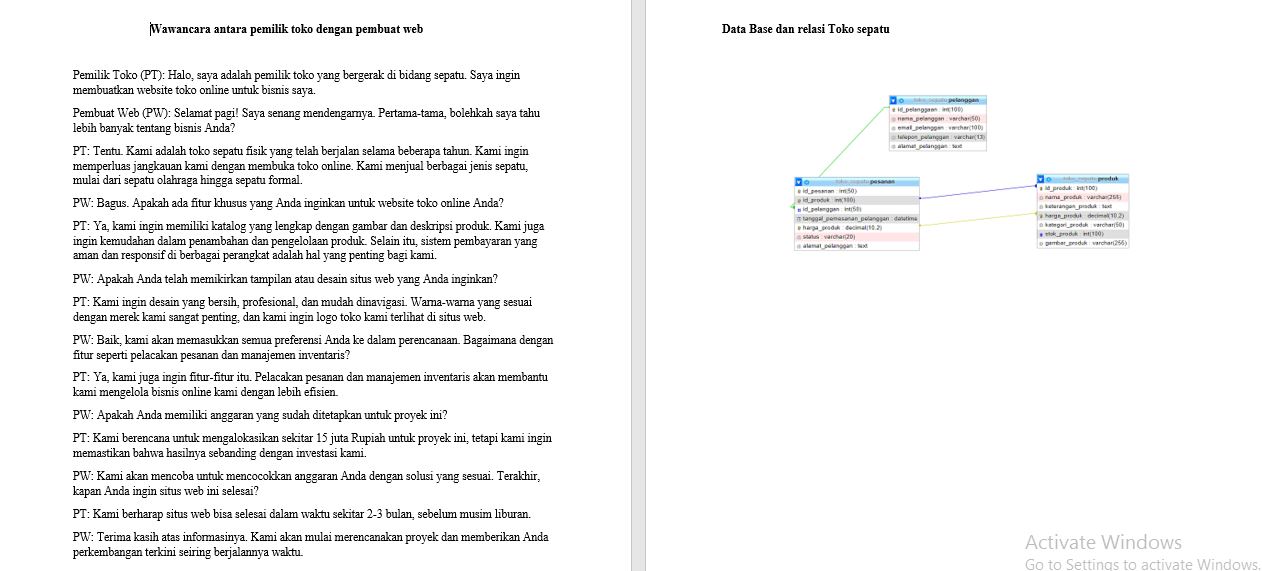 Wawancara antara pemilik toko dengan pembuat web
Pemilik Toko (PT): Halo, saya adalah pemilik toko yang bergerak di bidang sepatu. Saya ingin
membuatkan website toko online untuk bisnis saya.
Pembuat Web (PW): Selamat pagi! Saya senang mendengarnya. Pertama-tama, bolehkah saya tahu
lebih banyak tentang bisnis Anda?
PT: Tentu. Kami adalah toko sepatu fisik yang telah berjalan selama beberapa tahun. Kami ingin
memperluas jangkauan kami dengan membuka toko online. Kami menjual berbagai jenis sepatu,
mulai dari sepatu olahraga hingga sepatu formal.
PW: Bagus. Apakah ada fitur khusus yang Anda inginkan untuk website toko online Anda?
PT: Ya, kami ingin memiliki katalog yang lengkap dengan gambar dan deskripsi produk. Kami juga
ingin kemudahan dalam penambahan dan pengelolaan produk. Selain itu, sistem pembayaran yang
aman dan responsif di berbagai perangkat adalah hal yang penting bagi kami.
PW: Apakah Anda telah memikirkan tampilan atau desain situs web yang Anda inginkan?
PT: Kami ingin desain yang bersih, profesional, dan mudah dinavigasi. Warna-warna yang sesuai
dengan merek kami sangat penting, dan kami ingin logo toko kami terlihat di situs web.
PW: Baik, kami akan memasukkan semua preferensi Anda ke dalam perencanaan. Bagaimana dengan
fitur seperti pelacakan pesanan dan manajemen inventaris?
PT: Ya, kami juga ingin fitur-fitur itu. Pelacakan pesanan dan manajemen inventaris akan membantu
kami mengelola bisnis online kami dengan lebih efisien.
PW: Apakah Anda memiliki anggaran yang sudah ditetapkan untuk proyek ini?
PT: Kami berencana untuk mengalokasikan sekitar 15 juta Rupiah untuk proyek ini, tetapi kami ingin
memastikan bahwa hasilnya sebanding dengan investasi kami.
PW: Kami akan mencoba untuk mencocokkan anggaran Anda dengan solusi yang sesuai. Terakhir,
kapan Anda ingin situs web ini selesai?
PT: Kami berharap situs web bisa selesai dalam waktu sekitar 2-3 bulan, sebelum musim liburan.
PW: Terima kasih atas informasinya. Kami akan mulai merencanakan proyek dan memberikan Anda
perkembangan terkini seiring berjalannya waktu.
Data Base dan relasi Toko sepatu
toko_sepatu pelanggan
id_pelanggaan : int(100)
nama_pelanggan : varchar(50)
email_pelanggan : varchar(100)
telepon_pelanggan : varchar(13)
alamat_pelanggan : text
toko_sepatu pesanan
id_pesanan : int(50)
id_produk : int(100)
id_pelanggan : int(50)
tanggal_pemesanan_pelanggan : datetime
harga_produk : decimal(10,2)
status : varchar(20)
alamat_pelanggan : text
toko_sepatu produk
id_produk : int(100)
nama_produk : varchar(255)
keterangan_produk : text
harga_produk : decimal(10,2)
kategori_produk : varchar(50)
stok_produk : int(100)
gambar_produk : varchar(255)
Activate Windows
Go to Settings to activate Windows.